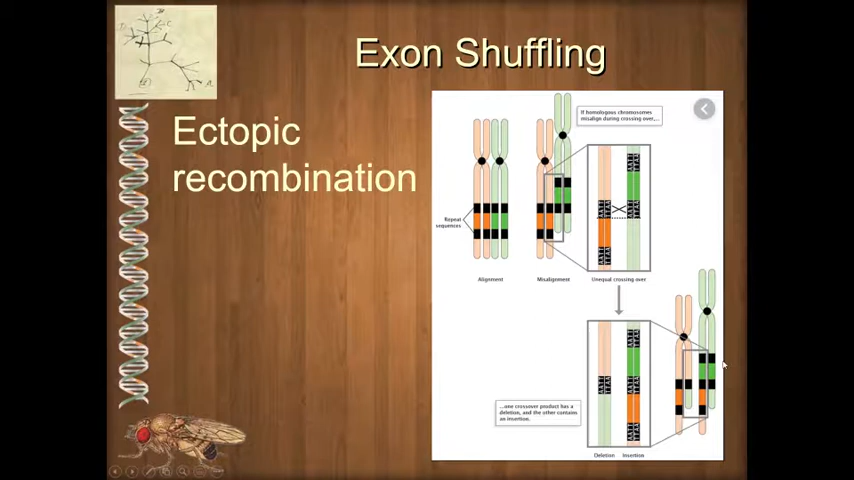 Exon Shuffling
Ectopic
recombination
If homologous chromosomes
misalign during crossing over,...
Repeat
sequences
Alignment
Misalignment
Unequal crossing over
...one crossover product has a
deletion, and the other contains
an insertion.
Deletion
Insertion